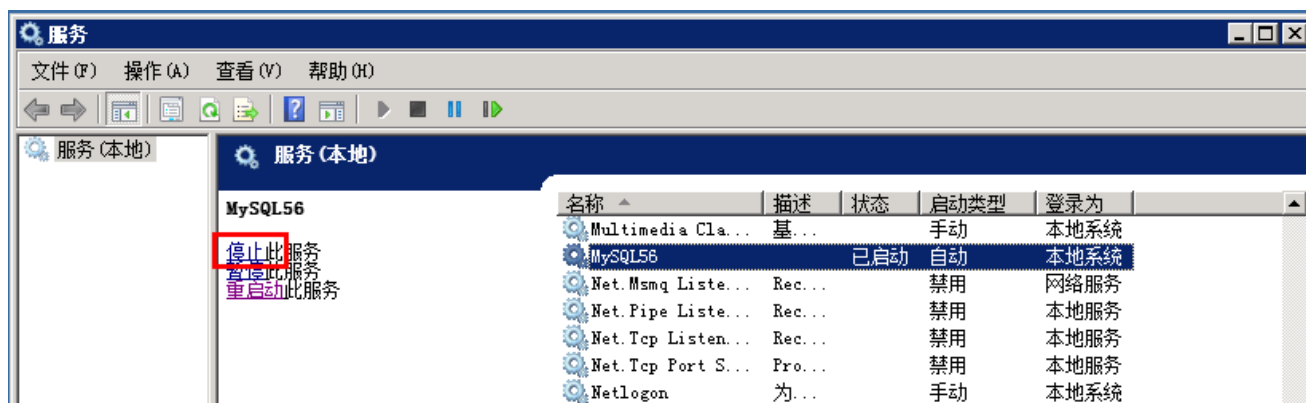 服务
文件(F) 操作(A) 查看(V) 帮助(H)
服务(本地)
服务(本地)
MySQL56
停止此服务
暂停此服务
重启动此服务
名称 描述 状态 启动类型 登录为
Multimedia Cla... 基... 手动 本地系统
MySQL56 已启动 自动 本地系统
Net.Msmq Liste... Rec... 禁用 网络服务
Net.Pipe Liste... Rec... 禁用 本地服务
Net.Tcp Listen... Rec... 禁用 本地服务
Net.Tcp Port S... Pro... 禁用 本地服务
Netlogon 为... 手动 本地系统